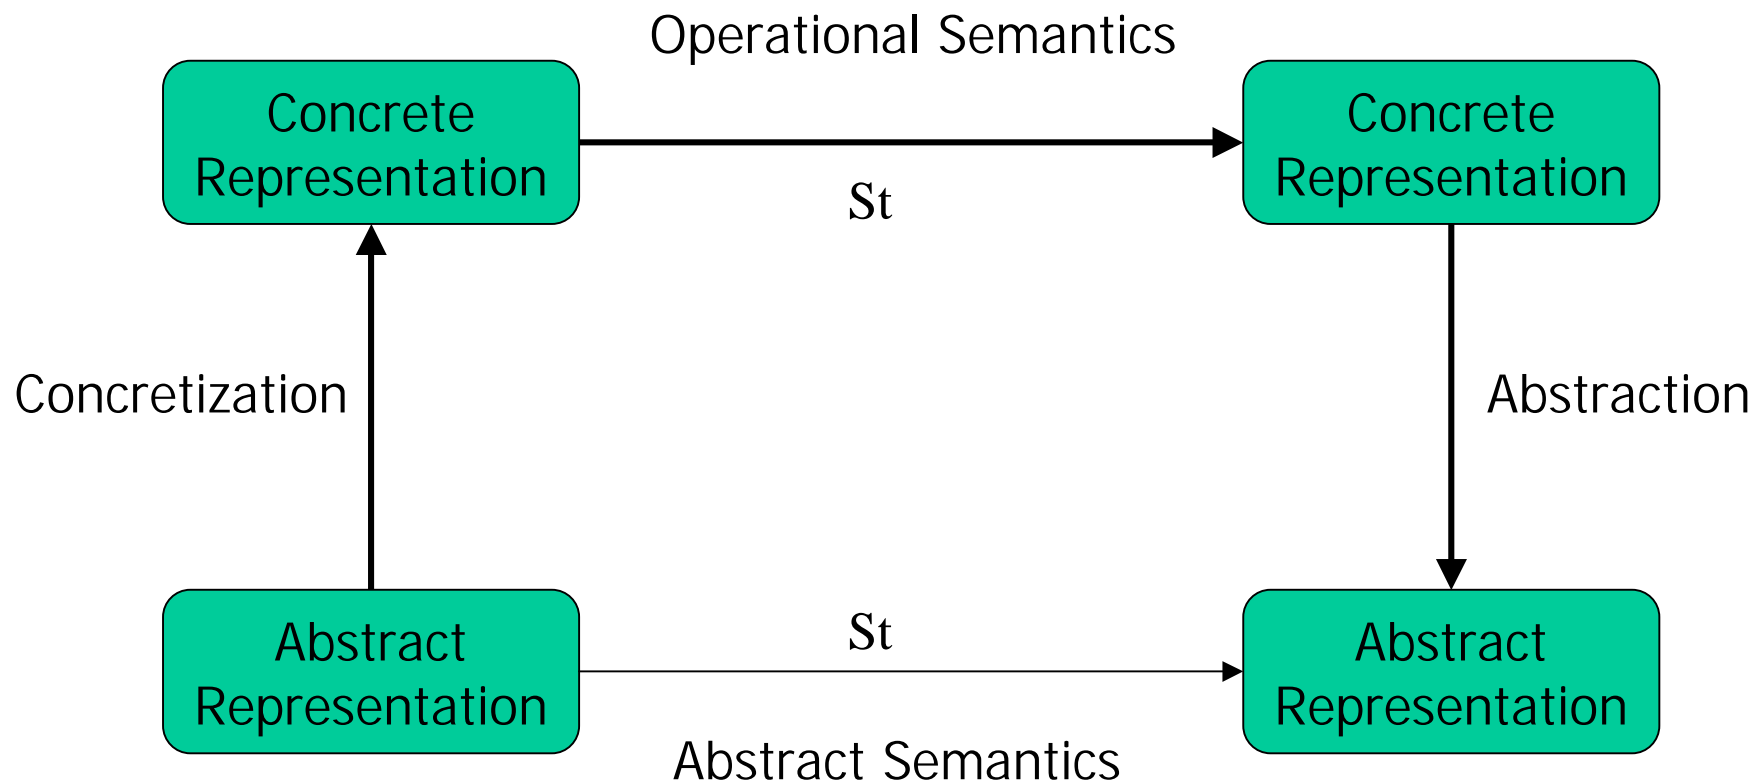 Operational Semantics
Concrete
Representation
Concrete
Representation
St
Concretization
Abstraction
St
Abstract
Representation
Abstract
Representation
Abstract Semantics